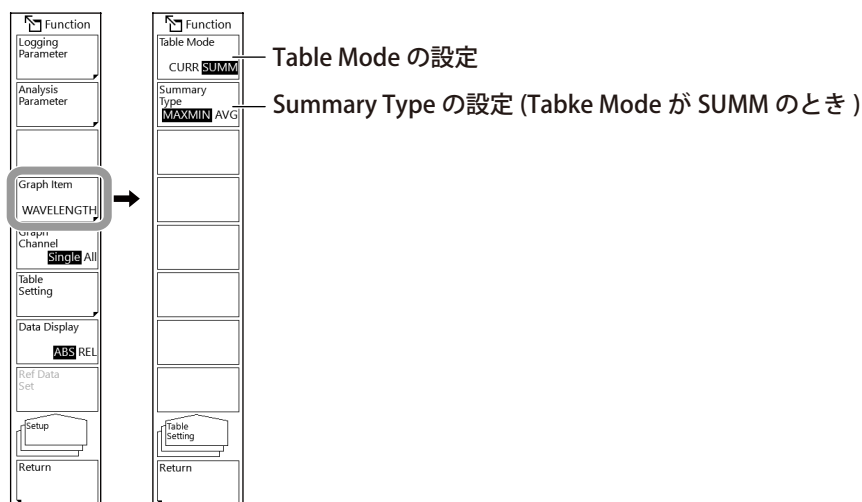 Function
Logging
Parameter
Analysis
Parameter
Graph Item
WAVELENGTH
Graph
Channel
Single All
Table
Setting
Data Display
ABS REL
Ref Data
Set
Setup
Return
Function
Table Mode
CURR SUMM
Summary
Type
MAXMIN AVG
Table
Setting
Return
Table Mode の設定
Summary Type の設定 (Tabke Mode が SUMM のとき )